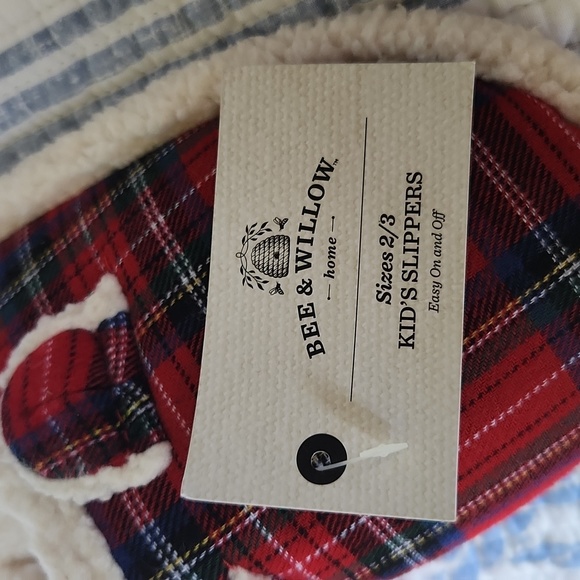 BEE & WILLOW™
home
Sizes 2/3
KID'S SLIPPERS
Easy On and Off